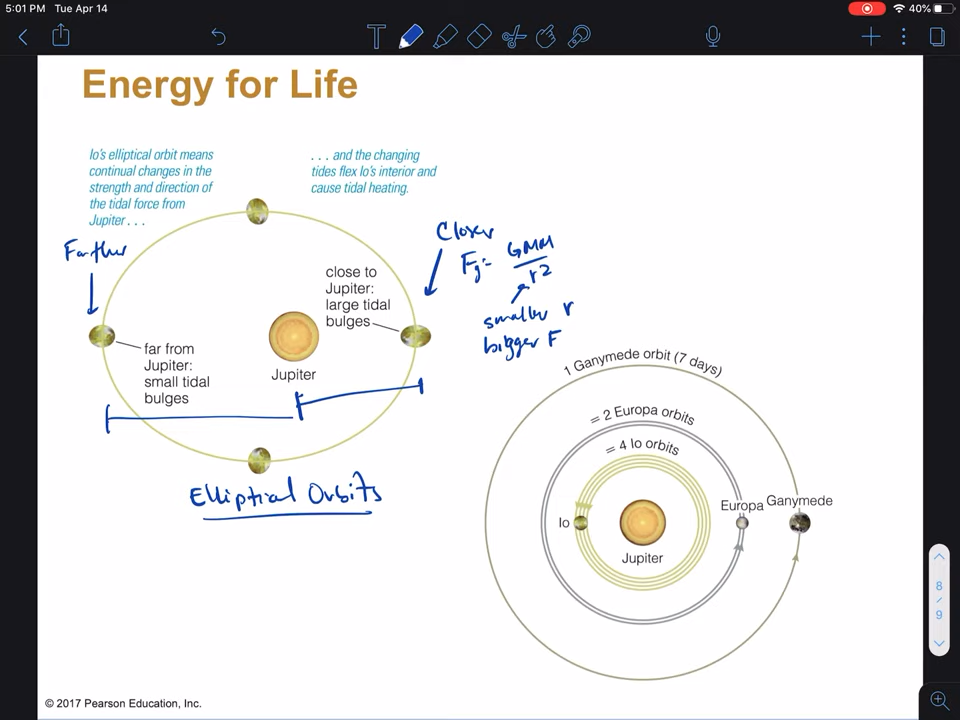 5:01 PM Tue Apr 14
40%
Energy for Life
Io's elliptical orbit means
continual changes in the
strength and direction of
the tidal force from
Jupiter . . .
. . . and the changing
tides flex Io's interior and
cause tidal heating.
Farther
Closer
Fg = GMM
r2
smaller r
bigger F
close to
Jupiter:
large tidal
bulges
far from
Jupiter:
small tidal
bulges
Jupiter
Elliptical Orbits
1 Ganymede orbit (7 days)
= 2 Europa orbits
= 4 Io orbits
Io
Europa
Ganymede
Jupiter
8
/
9
© 2017 Pearson Education, Inc.